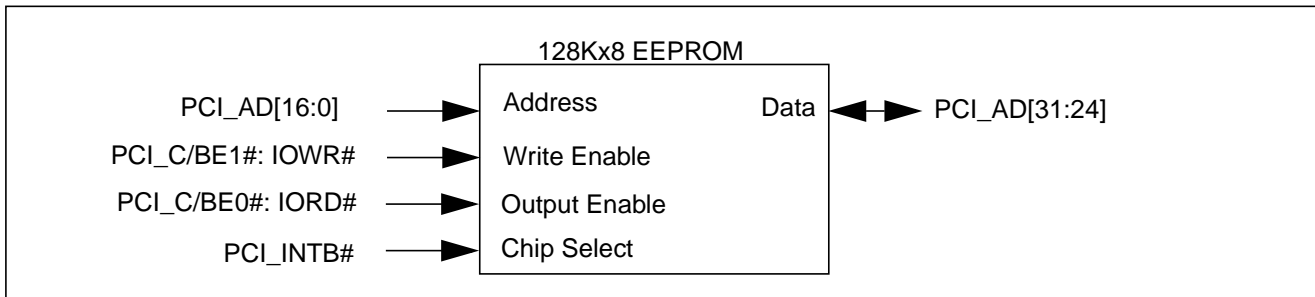 128Kx8 EEPROM
PCI_AD[16:0] Address Data PCI_AD[31:24]
PCI_C/BE1#: IOWR# Write Enable
PCI_C/BE0#: IORD# Output Enable
PCI_INTB# Chip Select